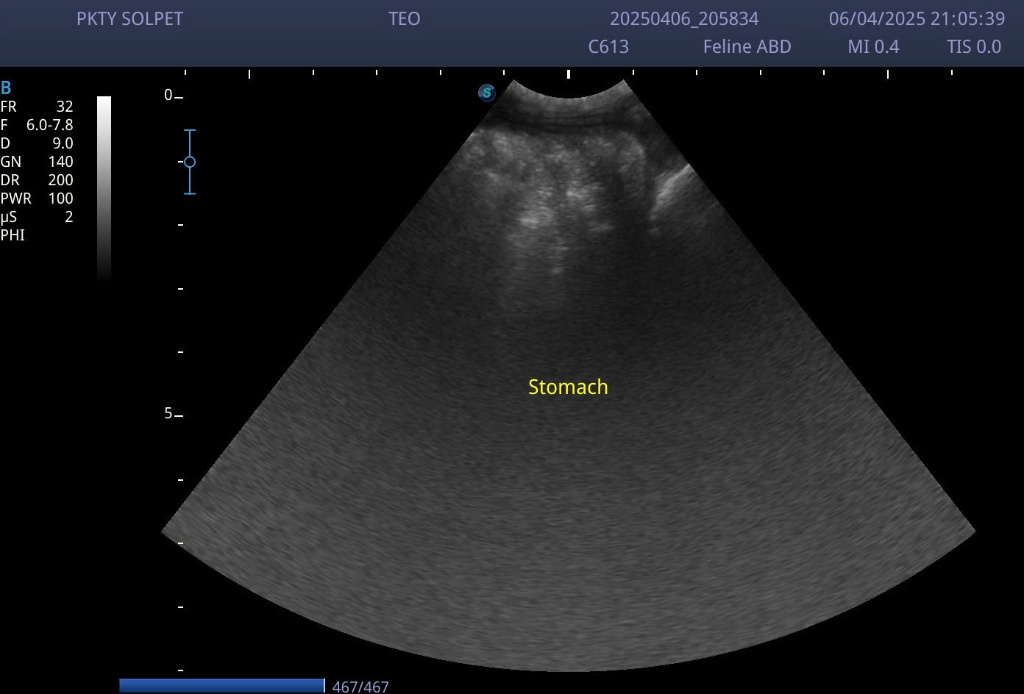 PKTY SOLPET TEO 20250406_205834 06/04/2025 21:05:39
C613 Feline ABD MI 0.4 TIS 0.0
B
FR 32
F 6.0-7.8
D 9.0
GN 140
DR 200
PWR 100
µS 2
PHI
0
S
5
Stomach
467/467